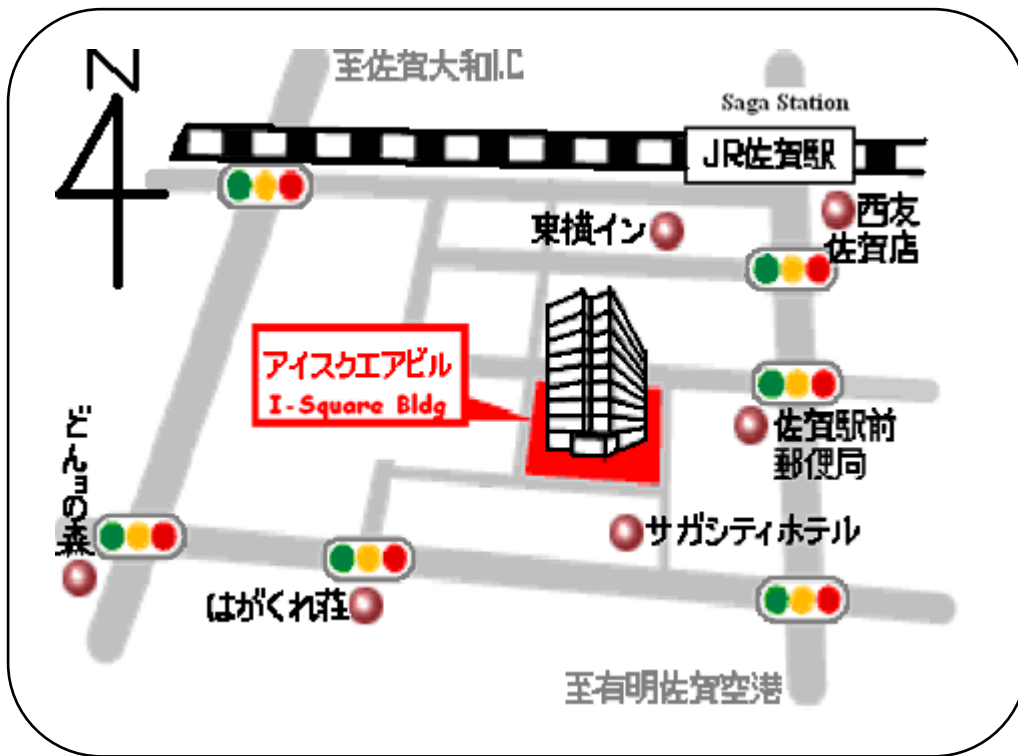 N
至佐賀大和I.C
Saga Station
JR佐賀駅
西友
佐賀店
東横イン
アイスクエアビル
I-Square Bldg
佐賀駅前
郵便局
どんョの森
サガシティホテル
はがくれ荘
至有明佐賀空港